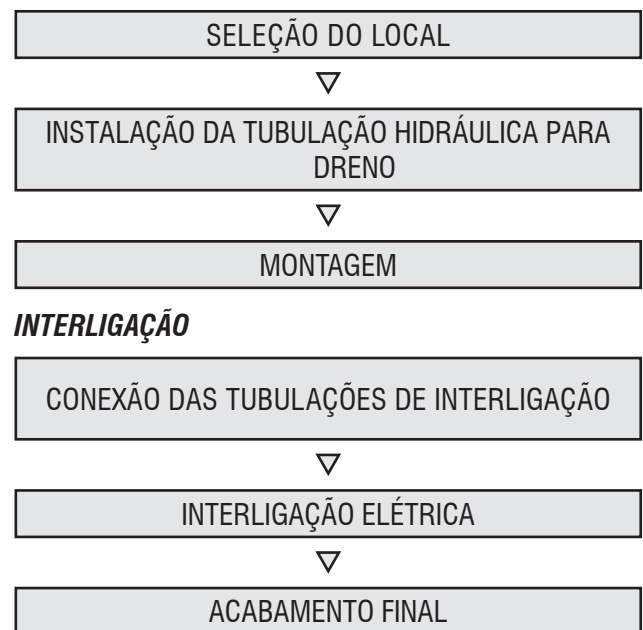 SELEÇÃO DO LOCAL
INSTALAÇÃO DA TUBULAÇÃO HIDRÁULICA PARA
DRENO
MONTAGEM
INTERLIGAÇÃO
CONEXÃO DAS TUBULAÇÕES DE INTERLIGAÇÃO
INTERLIGAÇÃO ELÉTRICA
ACABAMENTO FINAL